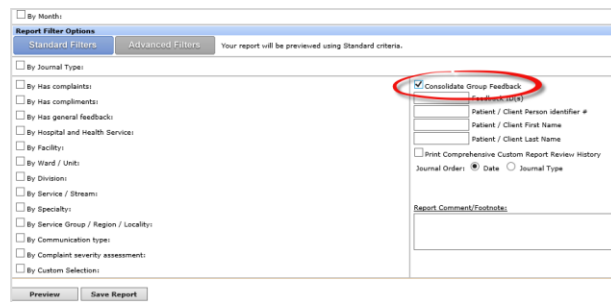 By Month:
Report Filter Options
Standard Filters Advanced Filters Your report will be previewed using Standard criteria.
By Journal Type:
By Has complaints:
By Has compliments:
By Has general feedback:
By Hospital and Health Service:
By Facility:
By Ward / Unit:
By Division:
By Service / Stream:
By Specialty:
By Service Group / Region / Locality:
By Communication type:
By Complaint severity assessment:
By Custom Selection:
Consolidate Group Feedback
Feedback ID(s)
Patient / Client Person identifier #
Patient / Client First Name
Patient / Client Last Name
Print Comprehensive Custom Report Review History
Journal Order: Date Journal Type
Report Comment/Footnote:
Preview Save Report